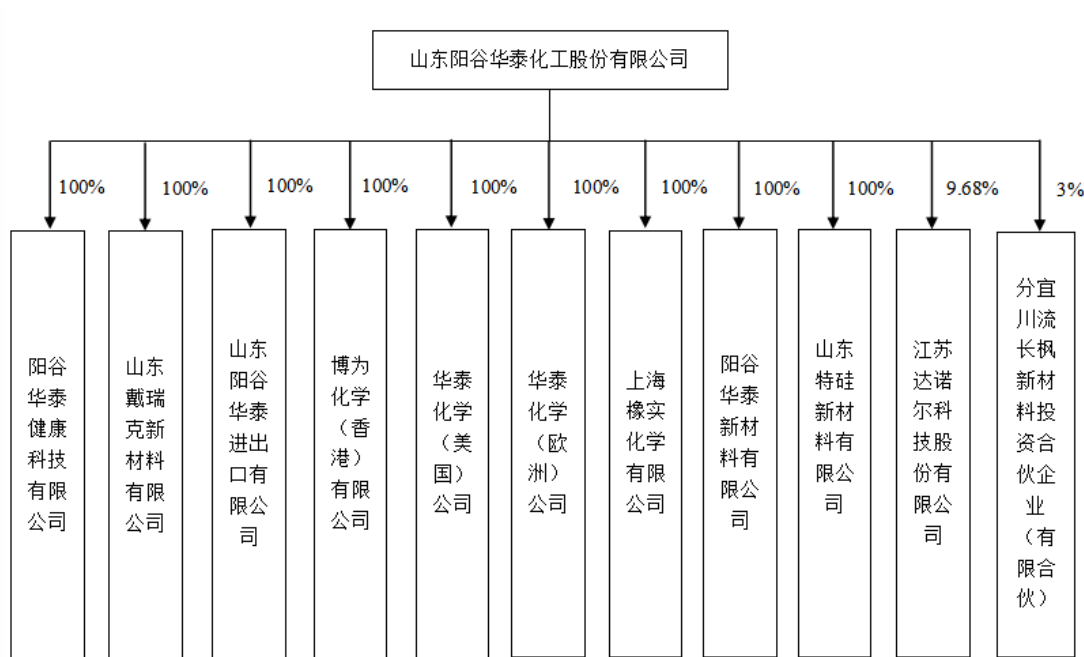 山东阳谷华泰化工股份有限公司
100%
100%
100%
100%
100%
100%
100%
100%
100%
9.68%
3%
阳谷
华泰
健康
科技
有限
公司
山东
戴瑞
克新
材料
有限
公司
山东
阳谷
华泰
进出
口有
限公
司
博为
化学
（香
港）
有限
公司
华泰
化学
（美
国）
公司
华泰
化学
（欧
洲）
公司
上海
橡实
化学
有限
公司
阳谷
华泰
新材
料有
限公
司
山东
特硅
新材
料有
限公
司
江苏
达诺
尔科
技股
份有
限公
司
分宜
川流
长枫
新材
料投
资合
伙企
业
（有
限合
伙）